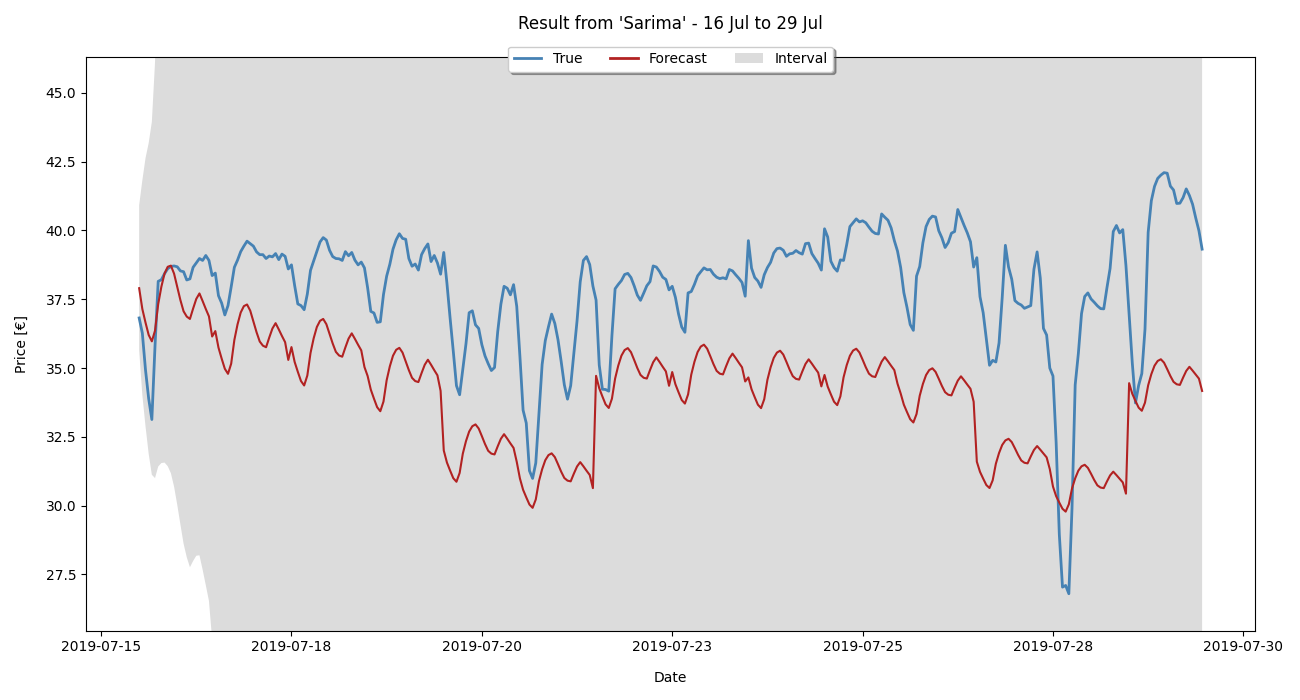 Result from 'Sarima' - 16 Jul to 29 Jul
True Forecast Interval
Price [€]
45.0
42.5
40.0
37.5
35.0
32.5
30.0
27.5
2019-07-15 2019-07-18 2019-07-20 2019-07-23 2019-07-25 2019-07-28 2019-07-30
Date